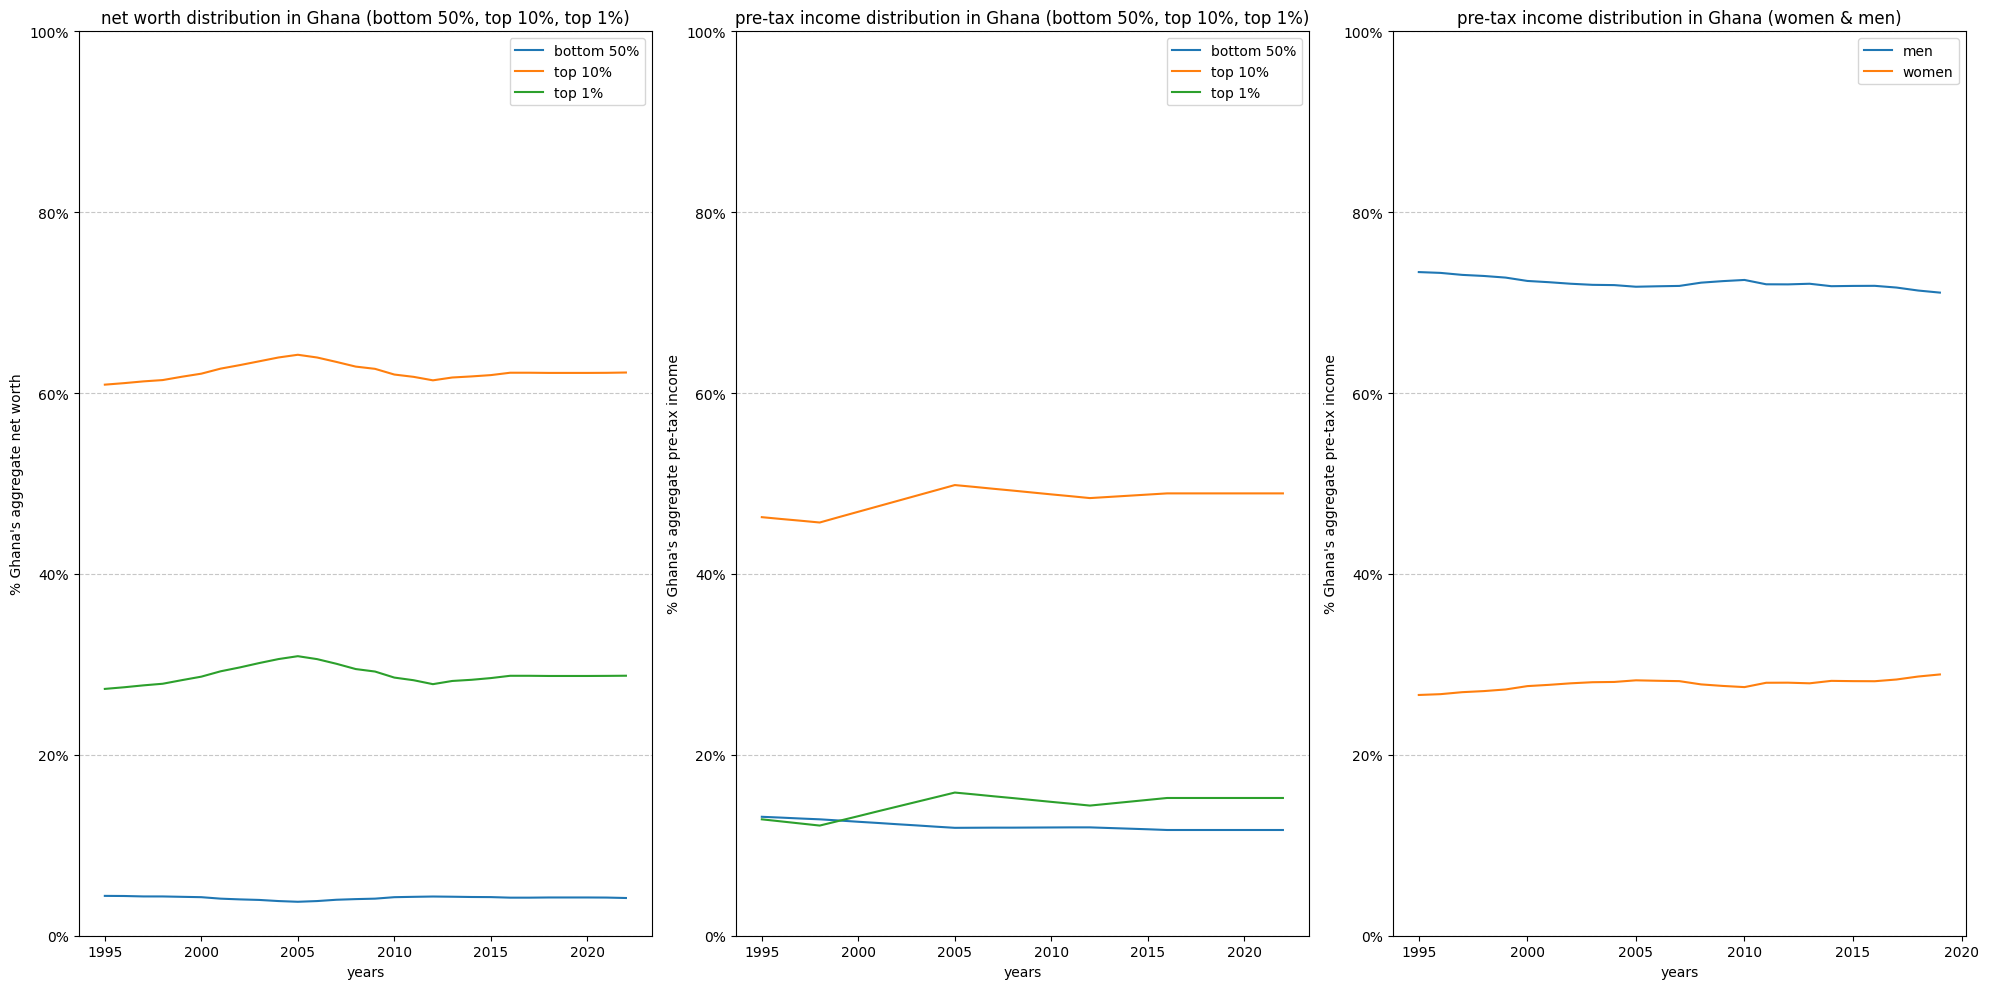 net worth distribution in Ghana (bottom 50%, top 10%, top 1%)
100%
80%
60%
40%
20%
0%
% Ghana's aggregate net worth
bottom 50%
top 10%
top 1%
1995
2000
2005
2010
2015
2020
years
pre-tax income distribution in Ghana (bottom 50%, top 10%, top 1%)
100%
80%
60%
40%
20%
0%
% Ghana's aggregate pre-tax income
bottom 50%
top 10%
top 1%
1995
2000
2005
2010
2015
2020
years
pre-tax income distribution in Ghana (women & men)
100%
80%
60%
40%
20%
0%
% Ghana's aggregate pre-tax income
men
women
1995
2000
2005
2010
2015
2020
years